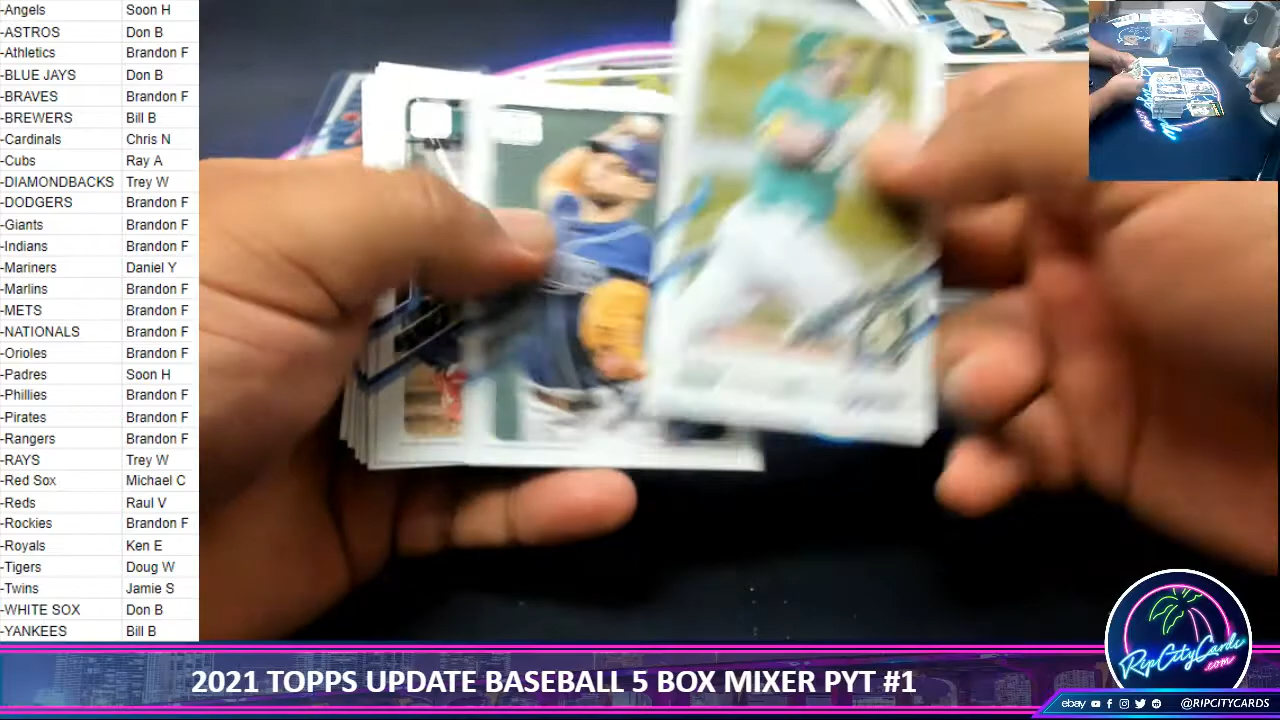 -Angels Soon H
-ASTROS Don B
-Athletics Brandon F
-BLUE JAYS Don B
-BRAVES Brandon F
-BREWERS Bill B
-Cardinals Chris N
-Cubs Ray A
-DIAMONDBACKS Trey W
-DODGERS Brandon F
-Giants Brandon F
-Indians Brandon F
-Mariners Daniel Y
-Marlins Brandon F
-METS Brandon F
-NATIONALS Brandon F
-Orioles Brandon F
-Padres Soon H
-Phillies Brandon F
-Pirates Brandon F
-Rangers Brandon F
-RAYS Trey W
-Red Sox Michael C
-Reds Raul V
-Rockies Brandon F
-Royals Ken E
-Tigers Doug W
-Twins Jamie S
-WHITE SOX Don B
-YANKEES Bill B
RipCityCards
.com
2021 TOPPS UPDATE BASEBALL 5 BOX MIXER PYT #1
ebay @RIPCITYCARDS